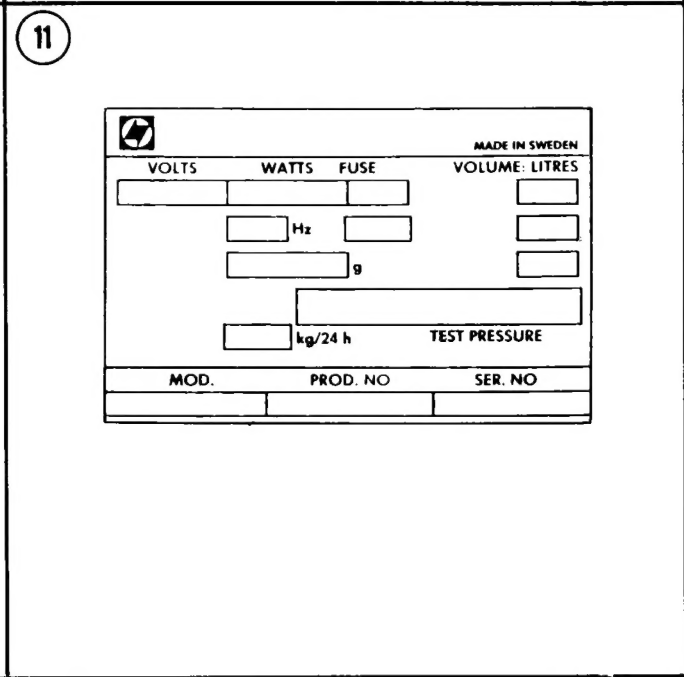 11
MADE IN SWEDEN
VOLTS WATTS FUSE VOLUME: LITRES
Hz
g
kg/24 h TEST PRESSURE
MOD. PROD. NO SER. NO